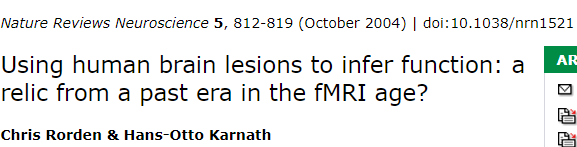 Nature Reviews Neuroscience 5, 812-819 (October 2004) | doi:10.1038/nrn1521
AR
Using human brain lesions to infer function: a
relic from a past era in the fMRI age?
Chris Rorden & Hans-Otto Karnath